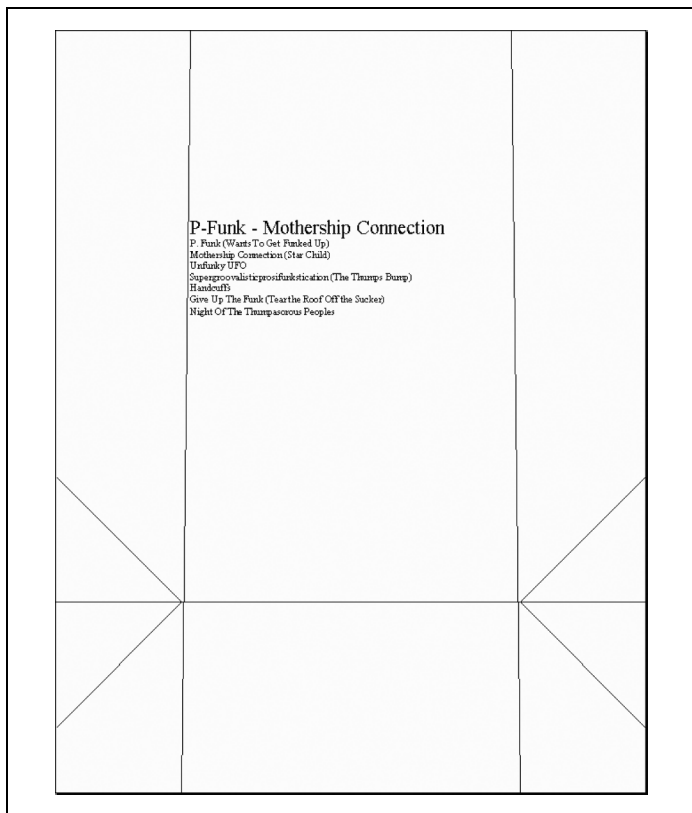 P-Funk - Mothership Connection
P. Funk (Wants To Get Funked Up)
Mothership Connection (Star Child)
Unfunky UFO
Supergroovalisticprosifunkstication (The Thumps Bump)
Handcuffs
Give Up The Funk (Tear the Roof Off the Sucker)
Night Of The Thumpasorous Peoples